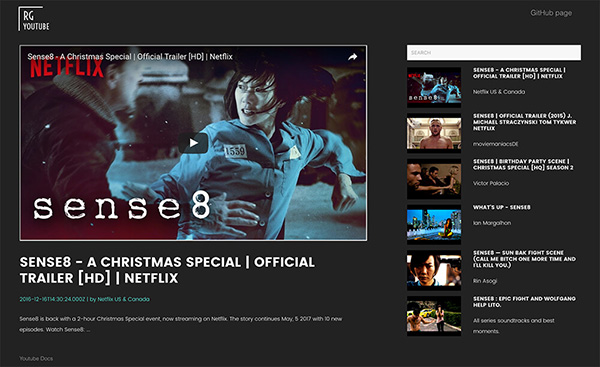 RG
YOUTUBE
GitHub page
Sense8 - A Christmas Special | Official Trailer [HD] | Netflix
NETFLIX
1539
sense8
SENSE8 - A CHRISTMAS SPECIAL | OFFICIAL
TRAILER [HD] | NETFLIX
2016-12-16T14:30:24.000Z | by Netflix US & Canada
Sense8 is back with a 2-hour Christmas Special event, now streaming on Netflix. The story continues May, 5 2017 with 10 new
episodes. Watch Sense8: ...
Youtube Docs
SEARCH
SENSE8 - A CHRISTMAS SPECIAL |
OFFICIAL TRAILER [HD] | NETFLIX
Netflix US & Canada
SENSE8 | OFFICIAL TRAILER (2015) J.
MICHAEL STRACZYNSKI TOM TYKWER
NETFLIX
moviemaniacsDE
SENSE8 | BIRTHDAY PARTY SCENE |
CHRISTMAS SPECIAL [HQ] SEASON 2
Victor Palacio
WHAT'S UP - SENSE8
Ian Margalhon
SENSE8 — SUN BAK FIGHT SCENE
(CALL ME BITCH ONE MORE TIME AND
I'LL KILL YOU.)
Rin Asogi
SENSE8 : EPIC FIGHT AND WOLFGANG
HELP LITO.
All series soundtracks and best
moments.